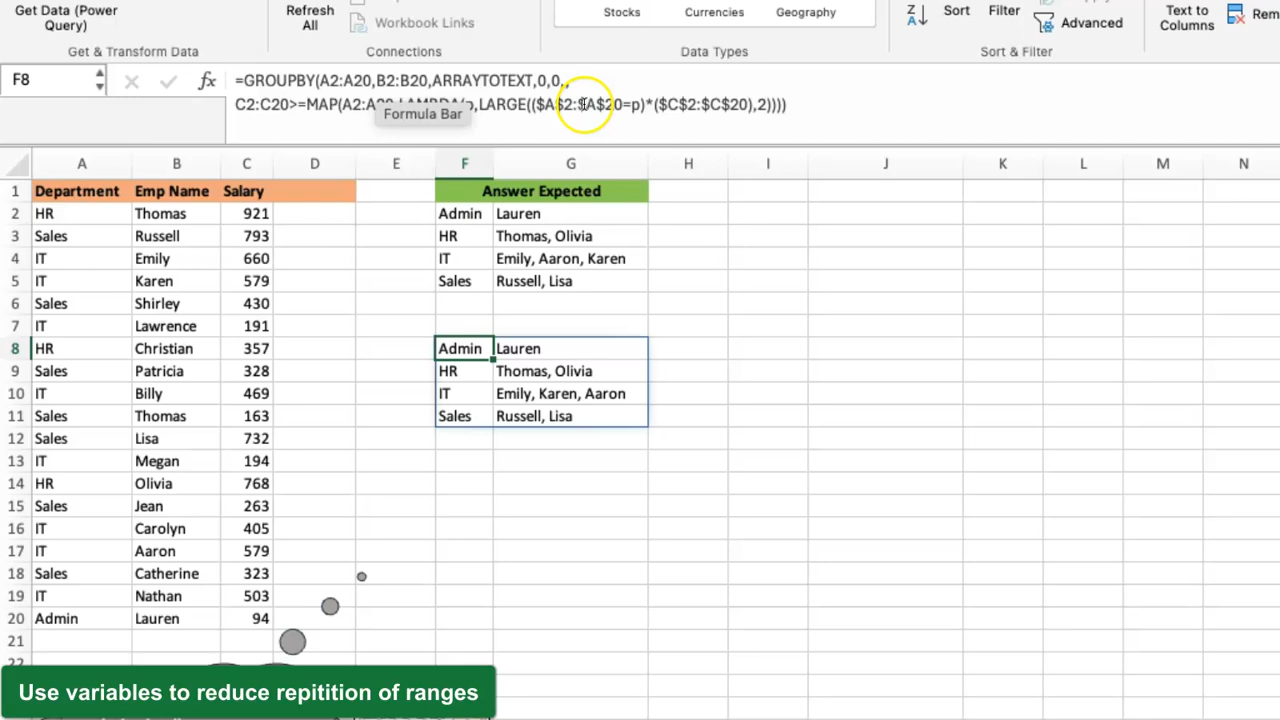 Get Data (Power
Query)
Refresh
All
Workbook Links
Stocks
Currencies
Geography
Sort
Filter
Advanced
Text to
Columns
Rem
Get & Transform Data
Connections
Data Types
Sort & Filter
F8
fx
=GROUPBY(A2:A20,B2:B20,ARRAYTOTEXT,0,0,,
C2:C20>=MAP(A2:A20,LAMBDA(p,LARGE(($A$2:$A$20=p)*($C$2:$C$20),2))))
Formula Bar
A B C D E F G H I J K L M N
1 Department Emp Name Salary Answer Expected
2 HR Thomas 921 Admin Lauren
3 Sales Russell 793 HR Thomas, Olivia
4 IT Emily 660 IT Emily, Aaron, Karen
5 IT Karen 579 Sales Russell, Lisa
6 Sales Shirley 430
7 IT Lawrence 191
8 HR Christian 357 Admin Lauren
9 Sales Patricia 328 HR Thomas, Olivia
10 IT Billy 469 IT Emily, Karen, Aaron
11 Sales Thomas 163 Sales Russell, Lisa
12 Sales Lisa 732
13 IT Megan 194
14 HR Olivia 768
15 Sales Jean 263
16 IT Carolyn 405
17 IT Aaron 579
18 Sales Catherine 323
19 IT Nathan 503
20 Admin Lauren 94
21
22
Use variables to reduce repitition of ranges